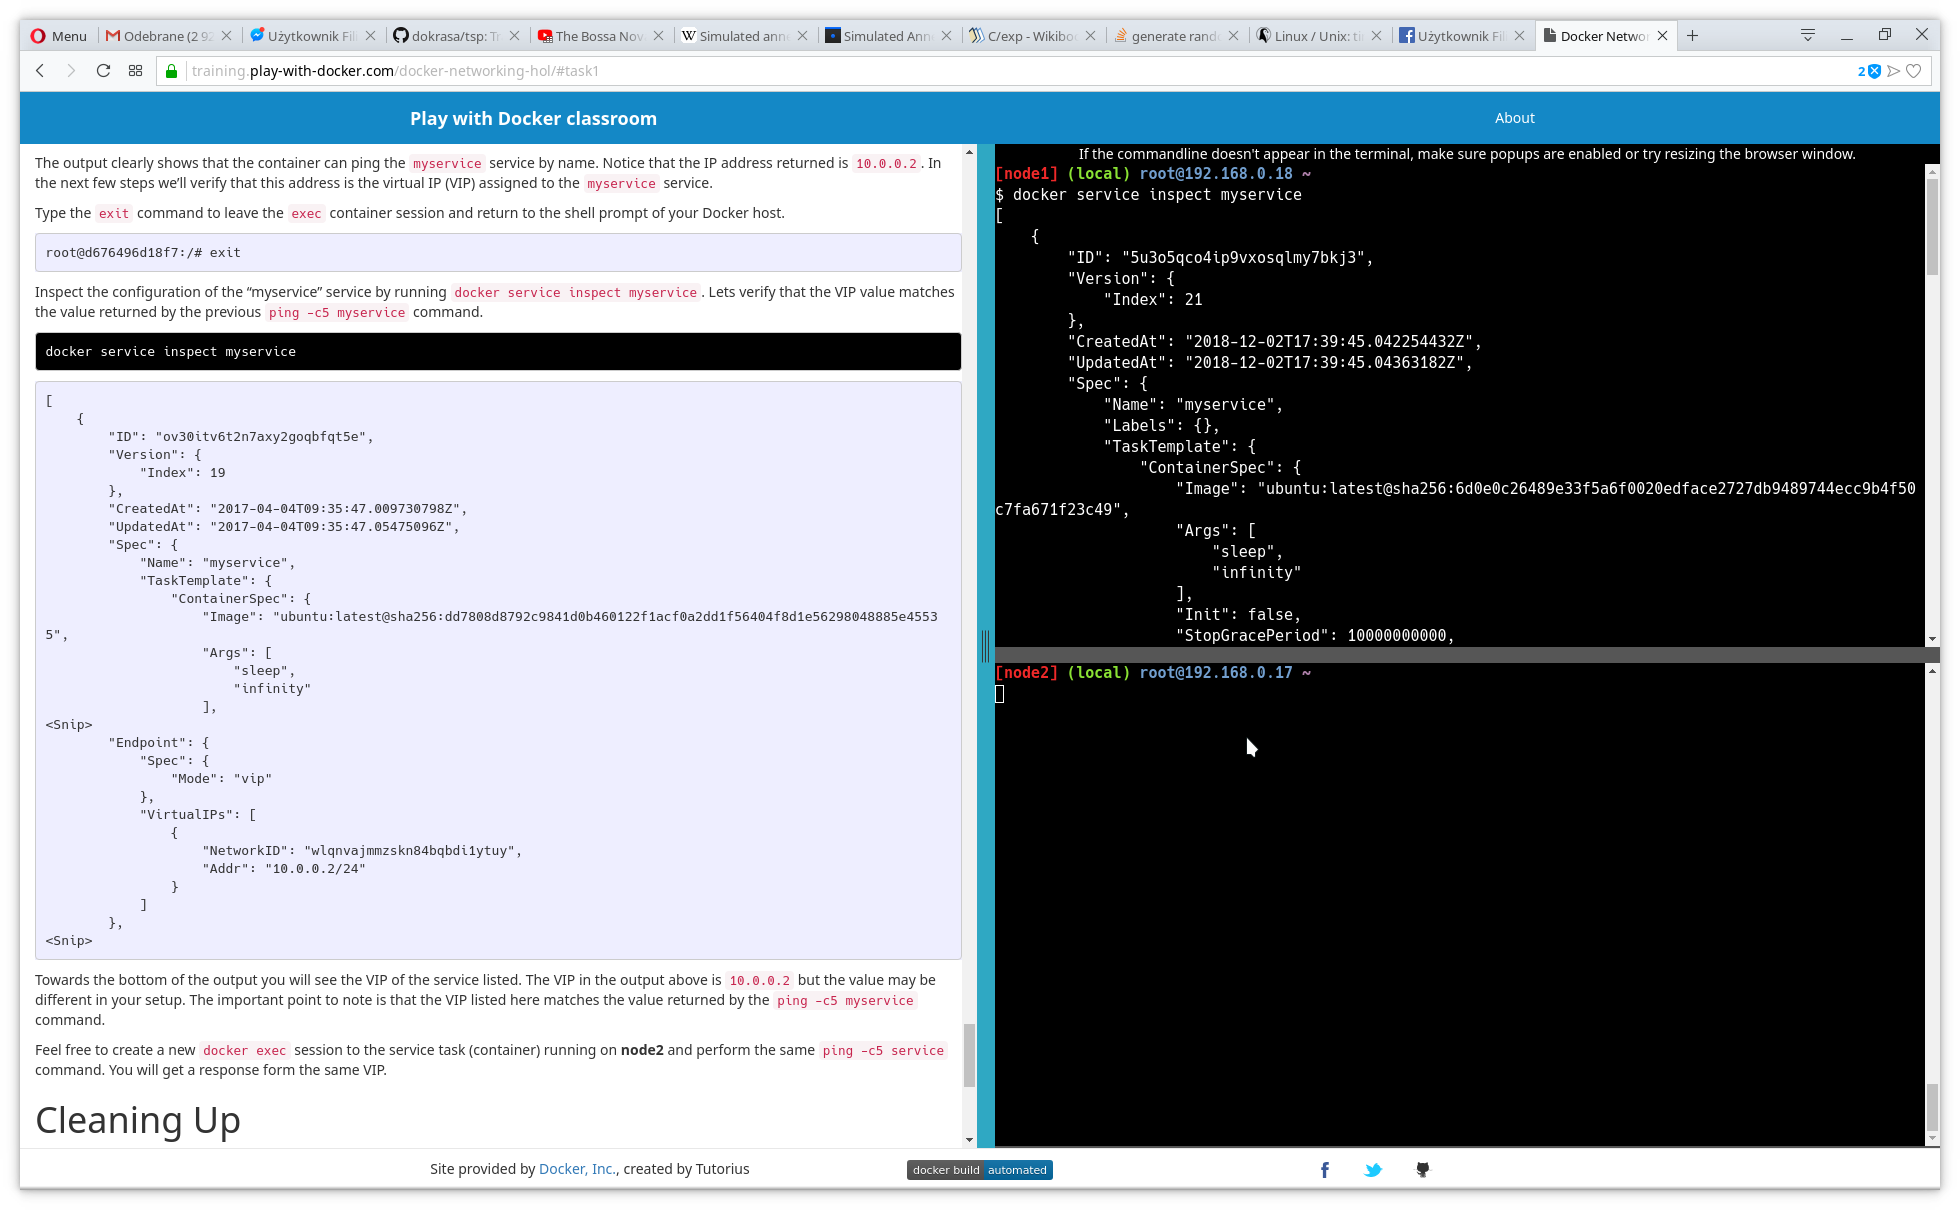 Menu
Odebrane (2 92
Użytkownik Fili
dokrasa/tsp: Tr
The Bossa Nov
Simulated anne
Simulated Anne
C/exp - Wikiboo
generate rando
Linux / Unix: ti
Użytkownik Fili
Docker Networ
training.play-with-docker.com/docker-networking-hol/#task1
2
Play with Docker classroom
About
The output clearly shows that the container can ping the myservice service by name. Notice that the IP address returned is 10.0.0.2. In
the next few steps we’ll verify that this address is the virtual IP (VIP) assigned to the myservice service.
Type the exit command to leave the exec container session and return to the shell prompt of your Docker host.
root@d676496d18f7:/# exit
Inspect the configuration of the “myservice” service by running docker service inspect myservice. Lets verify that the VIP value matches
the value returned by the previous ping -c5 myservice command.
docker service inspect myservice
[
{
"ID": "ov30itv6t2n7axy2goqbfqt5e",
"Version": {
"Index": 19
},
"CreatedAt": "2017-04-04T09:35:47.009730798Z",
"UpdatedAt": "2017-04-04T09:35:47.05475096Z",
"Spec": {
"Name": "myservice",
"TaskTemplate": {
"ContainerSpec": {
"Image": "ubuntu:latest@sha256:dd7808d8792c9841d0b460122f1acf0a2dd1f56404f8d1e56298048885e4553
5",
"Args": [
"sleep",
"infinity"
],
<Snip>
"Endpoint": {
"Spec": {
"Mode": "vip"
},
"VirtualIPs": [
{
"NetworkID": "wlqnvajmmzskn84bqbdi1ytuy",
"Addr": "10.0.0.2/24"
}
]
},
<Snip>
Towards the bottom of the output you will see the VIP of the service listed. The VIP in the output above is 10.0.0.2 but the value may be
different in your setup. The important point to note is that the VIP listed here matches the value returned by the ping -c5 myservice
command.
Feel free to create a new docker exec session to the service task (container) running on node2 and perform the same ping -c5 service
command. You will get a response form the same VIP.
Cleaning Up
If the commandline doesn't appear in the terminal, make sure popups are enabled or try resizing the browser window.
[node1] (local) root@192.168.0.18 ~
$ docker service inspect myservice
[
{
"ID": "5u3o5qco4ip9vxosqlmy7bkj3",
"Version": {
"Index": 21
},
"CreatedAt": "2018-12-02T17:39:45.042254432Z",
"UpdatedAt": "2018-12-02T17:39:45.04363182Z",
"Spec": {
"Name": "myservice",
"Labels": {},
"TaskTemplate": {
"ContainerSpec": {
"Image": "ubuntu:latest@sha256:6d0e0c26489e33f5a6f0020edface2727db9489744ecc9b4f50
c7fa671f23c49",
"Args": [
"sleep",
"infinity"
],
"Init": false,
"StopGracePeriod": 10000000000,
[node2] (local) root@192.168.0.17 ~
Site provided by Docker, Inc., created by Tutorius
docker build automated